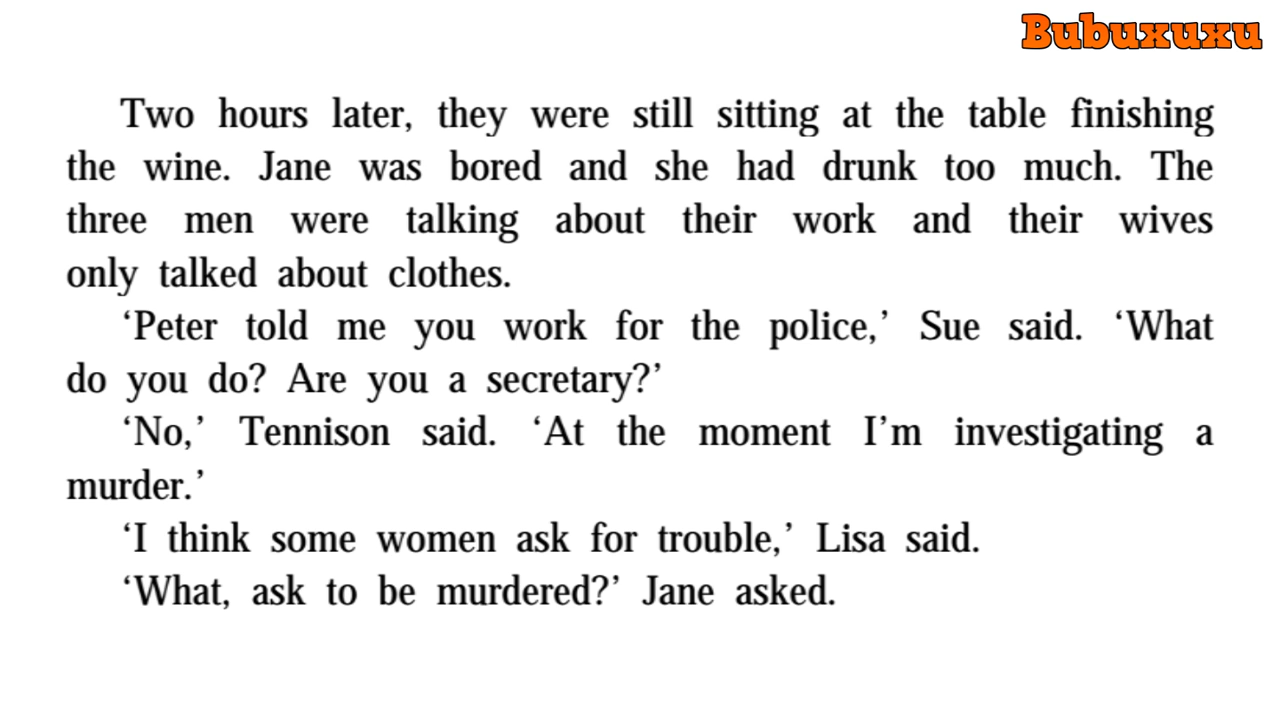 Bubuxuxu
Two hours later, they were still sitting at the table finishing
the wine. Jane was bored and she had drunk too much. The
three men were talking about their work and their wives
only talked about clothes.
‘Peter told me you work for the police,’ Sue said. ‘What
do you do? Are you a secretary?’
‘No,’ Tennison said. ‘At the moment I’m investigating a
murder.’
‘I think some women ask for trouble,’ Lisa said.
‘What, ask to be murdered?’ Jane asked.